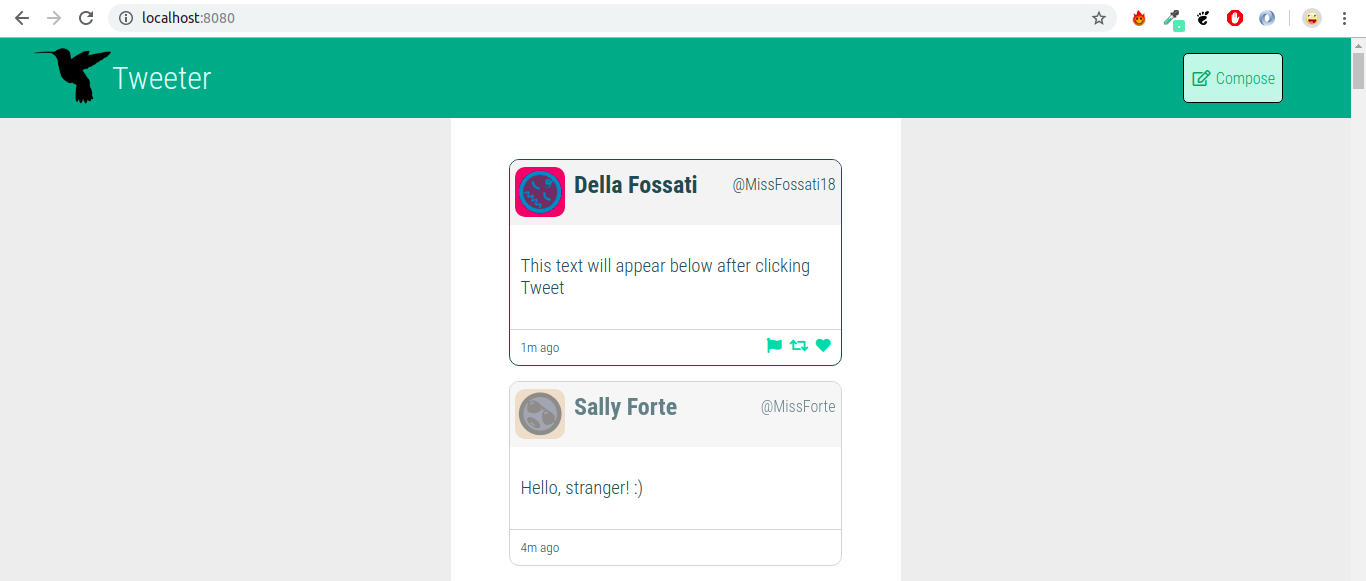 localhost:8080
Tweeter
Compose
Della Fossati
@MissFossati18
This text will appear below after clicking
Tweet
1m ago
Sally Forte
@MissForte
Hello, stranger! :)
4m ago